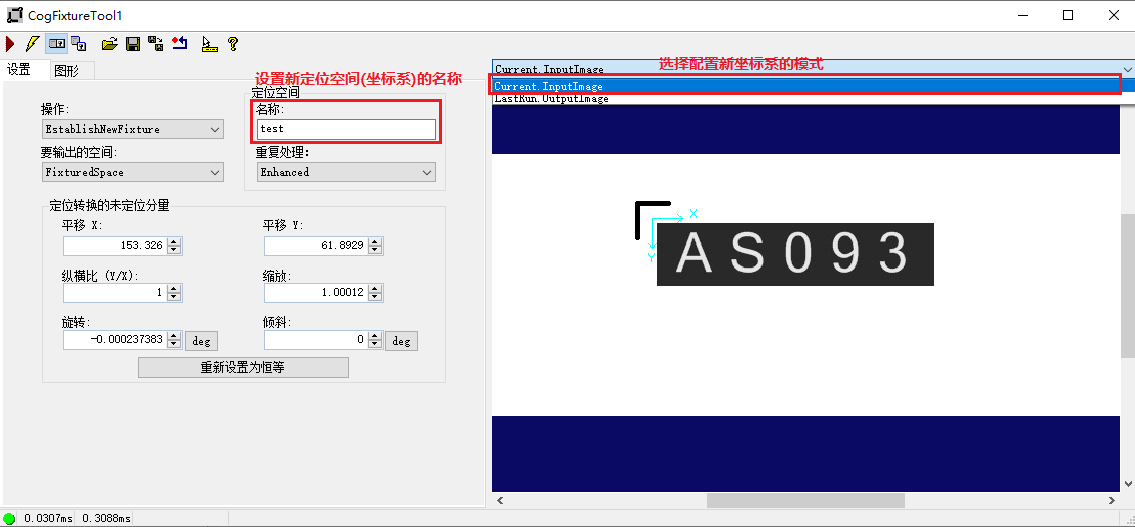 CogFixtureTool1
设置
图形
设置新定位空间(坐标系)的名称
选择配置新坐标系的模式
Current.InputImage
Current.InputImage
LastRun.OutputImage
定位空间
操作:
名称:
EstablishNewFixture
test
要输出的空间:
重复处理:
FixturedSpace
Enhanced
定位转换的未定位分量
平移 X:
平移 Y:
153.326
61.8929
纵横比 (Y/X):
缩放:
1
1.00012
旋转:
倾斜:
-0.000237383
deg
0
deg
重新设置为恒等
X
Y
AS093
0.0307ms
0.3088ms